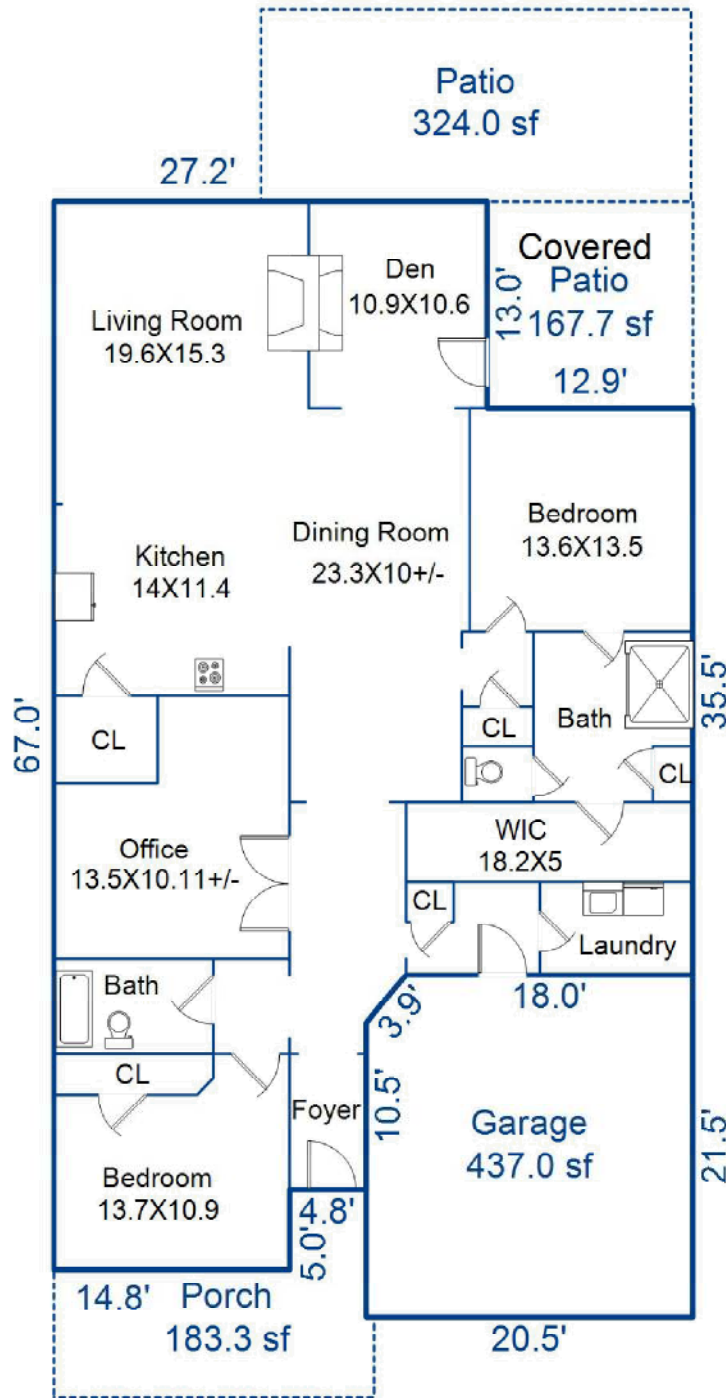 Patio
324.0 sf
27.2'
Covered
Patio
167.7 sf
13.0'
12.9'
Den
10.9X10.6
Living Room
19.6X15.3
Bedroom
13.6X13.5
Dining Room
23.3X10+/-
Kitchen
14X11.4
67.0'
35.5'
CL
CL
Bath
CL
WIC
18.2X5
Office
13.5X10.11+/-
CL
Laundry
Bath
3.9'
18.0'
CL
Foyer
10.5'
Garage
437.0 sf
21.5'
Bedroom
13.7X10.9
4.8'
5.0'
14.8'
Porch
183.3 sf
20.5'